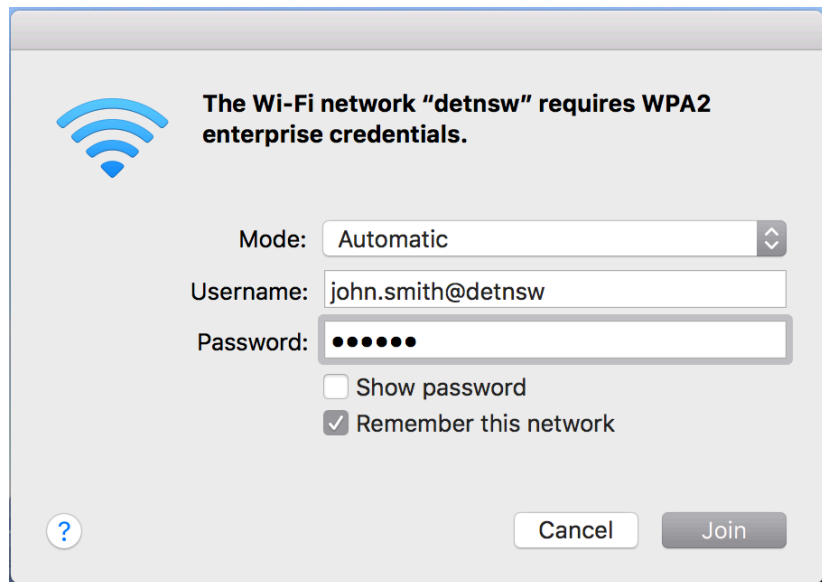 The Wi-Fi network “detnsw” requires WPA2
enterprise credentials.
Mode: Automatic
Username: john.smith@detnsw
Password: ••••••
Show password
Remember this network
? Cancel Join